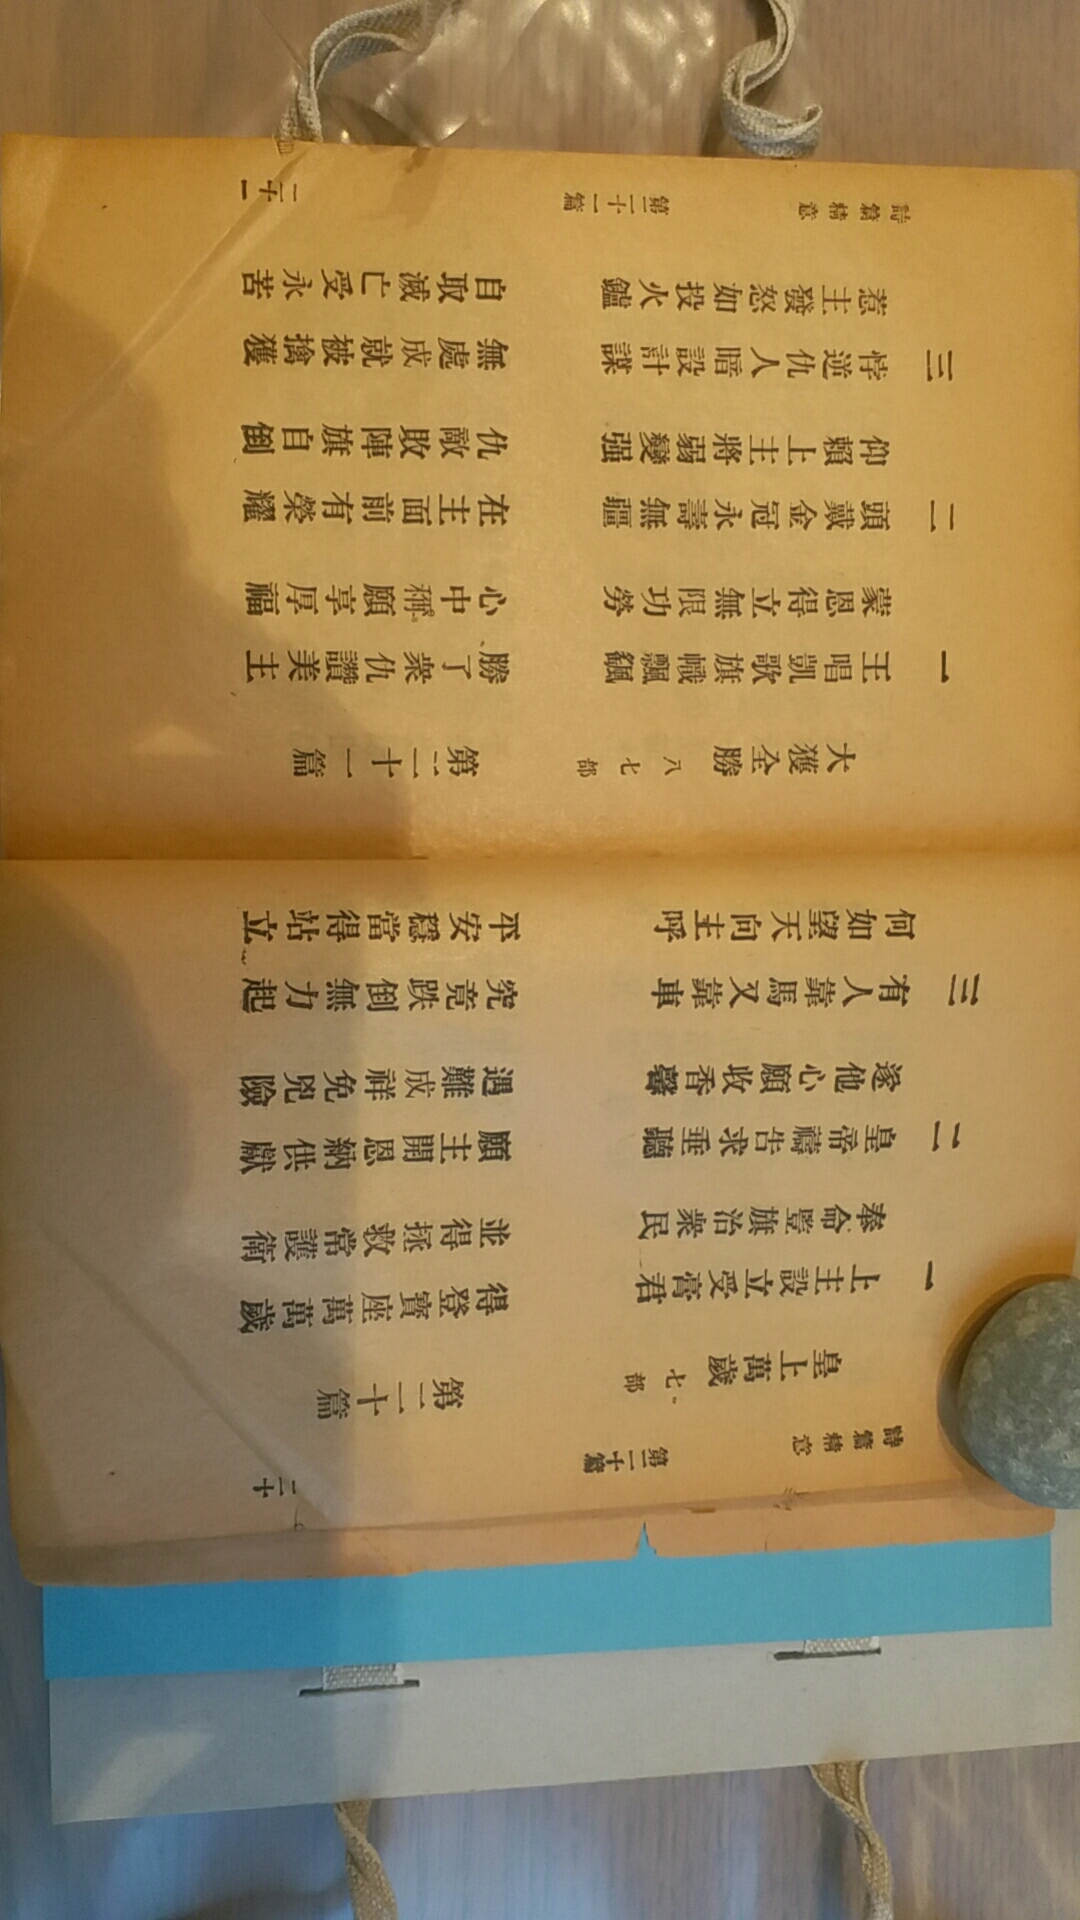 詩篇精意 第二十篇 二十
皇上萬歲 七部 第二十篇
一 上主設立受膏君 得登寶座萬萬歲
奉命豎旗治衆民 並得拯救常護衛
二 皇帝禱告求垂聽 願主開恩納供獻
遂他心願收香馨 遇難成祥免兇險
三 有人靠馬又靠車 究竟跌倒無力起
何如望天向主呼 平安穩當得站立
大獲全勝 八七部 第二十一篇
一 王唱凱歌旗幟飄颻 勝了衆仇讚美主
蒙恩得立無限功勞 心中稱願享厚福
二 頭戴金冠永壽無疆 在主面前有榮耀
仰賴上主將弱變强 仇敵敗陣旗自倒
三 悖逆仇人暗設計謀 無處成就被擒獲
惹主發怒如投火鑪 自取滅亡受永苦
詩篇精意 第二十一篇 二十一